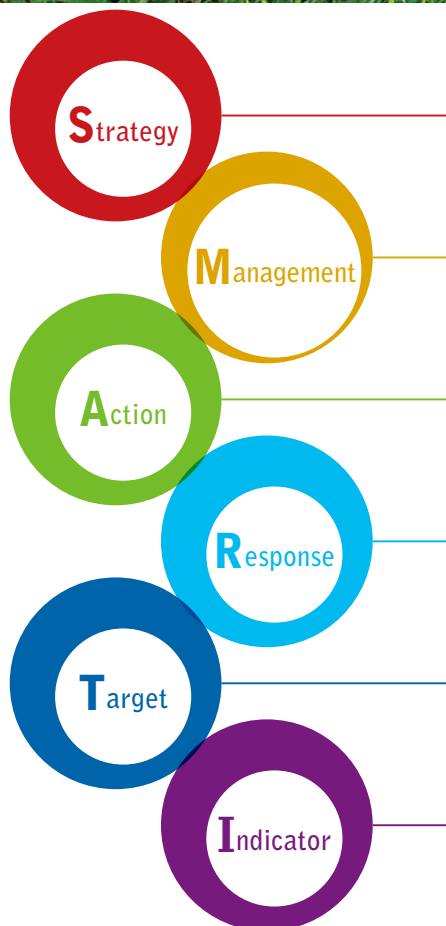 Strategy
Management
Action
Response
Target
Indicator